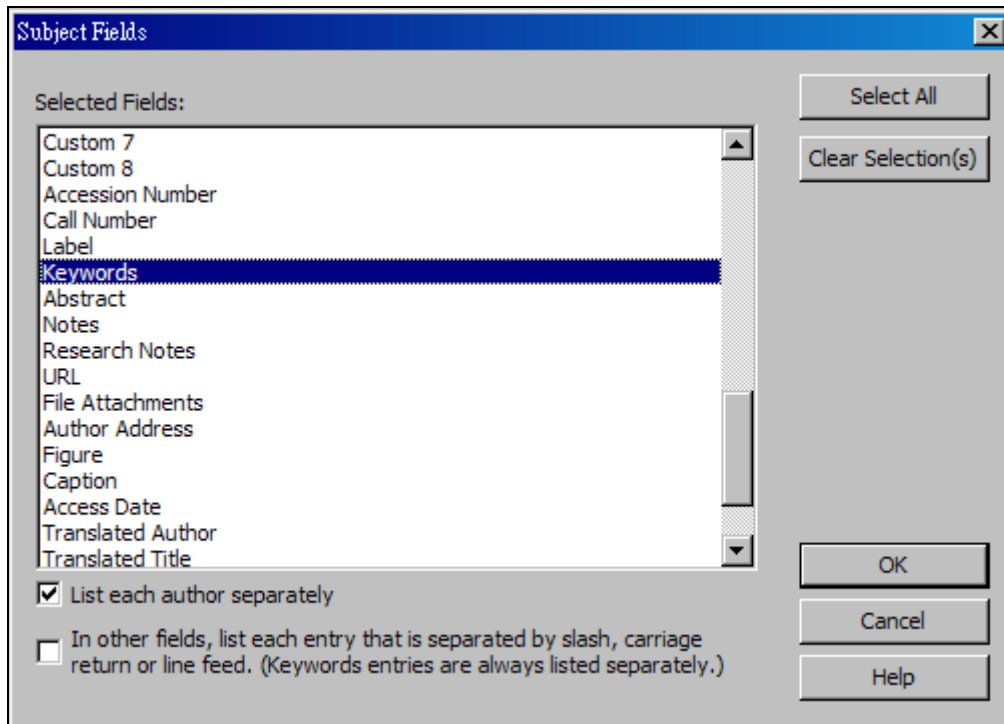 Subject Fields
Selected Fields:
Select All
Clear Selection(s)
Custom 7
Custom 8
Accession Number
Call Number
Label
Keywords
Abstract
Notes
Research Notes
URL
File Attachments
Author Address
Figure
Caption
Access Date
Translated Author
Translated Title
List each author separately
In other fields, list each entry that is separated by slash, carriage
return or line feed. (Keywords entries are always listed separately.)
OK
Cancel
Help